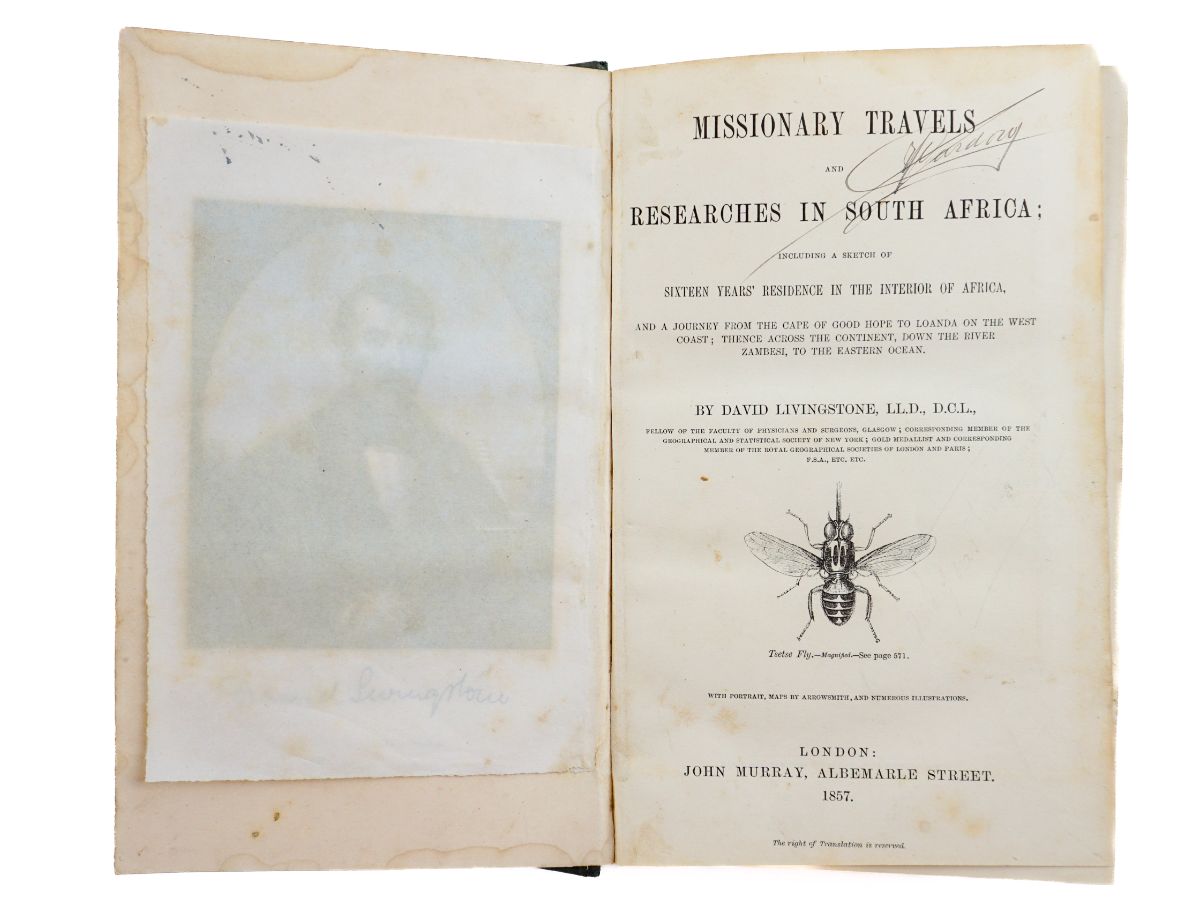 Livingstone
MISSIONARY TRAVELS
AND
RESEARCHES IN SOUTH AFRICA;
INCLUDING A SKETCH OF
SIXTEEN YEARS' RESIDENCE IN THE INTERIOR OF AFRICA,
AND A JOURNEY FROM THE CAPE OF GOOD HOPE TO LOANDA ON THE WEST
COAST; THENCE ACROSS THE CONTINENT, DOWN THE RIVER
ZAMBESI, TO THE EASTERN OCEAN.
BY DAVID LIVINGSTONE, LL.D., D.C.L.,
FELLOW OF THE FACULTY OF PHYSICIANS AND SURGEONS, GLASGOW; CORRESPONDING MEMBER OF THE
GEOGRAPHICAL AND STATISTICAL SOCIETY OF NEW YORK; GOLD MEDALLIST AND CORRESPONDING
MEMBER OF THE ROYAL GEOGRAPHICAL SOCIETIES OF LONDON AND PARIS;
F.S.A., ETC. ETC.
Tsetse Fly.—Magnified.—See page 571.
WITH PORTRAIT, MAPS BY ARROWSMITH, AND NUMEROUS ILLUSTRATIONS.
LONDON:
JOHN MURRAY, ALBEMARLE STREET.
1857.
The right of Translation is reserved.